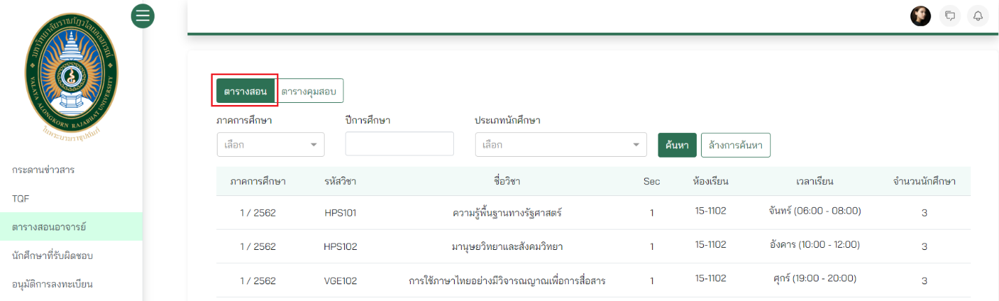 มหาวิทยาลัยราชภัฏวไลยอลงกรณ์
VALAYA ALONGKORN RAJABHAT UNIVERSITY
ในพระบรมราชูปถัมภ์
ตารางสอน ตารางคุมสอบ
ภาคการศึกษา ปีการศึกษา ประเภทนักศึกษา
เลือก เลือก ค้นหา ล้างการค้นหา
กระดานข่าวสาร
TQF
ตารางสอนอาจารย์
นักศึกษาที่รับผิดชอบ
อนุมัติการลงทะเบียน
ภาคการศึกษา รหัสวิชา ชื่อวิชา Sec ห้องเรียน เวลาเรียน จำนวนนักศึกษา
1 / 2562 HPS101 ความรู้พื้นฐานทางรัฐศาสตร์ 1 15-1102 จันทร์ (06:00 - 08:00) 3
1 / 2562 HPS102 มานุษยวิทยาและสังคมวิทยา 1 15-1102 อังคาร (10:00 - 12:00) 3
1 / 2562 VGE102 การใช้ภาษาไทยอย่างมีวิจารณญาณเพื่อการสื่อสาร 1 15-1102 ศุกร์ (19:00 - 20:00) 3